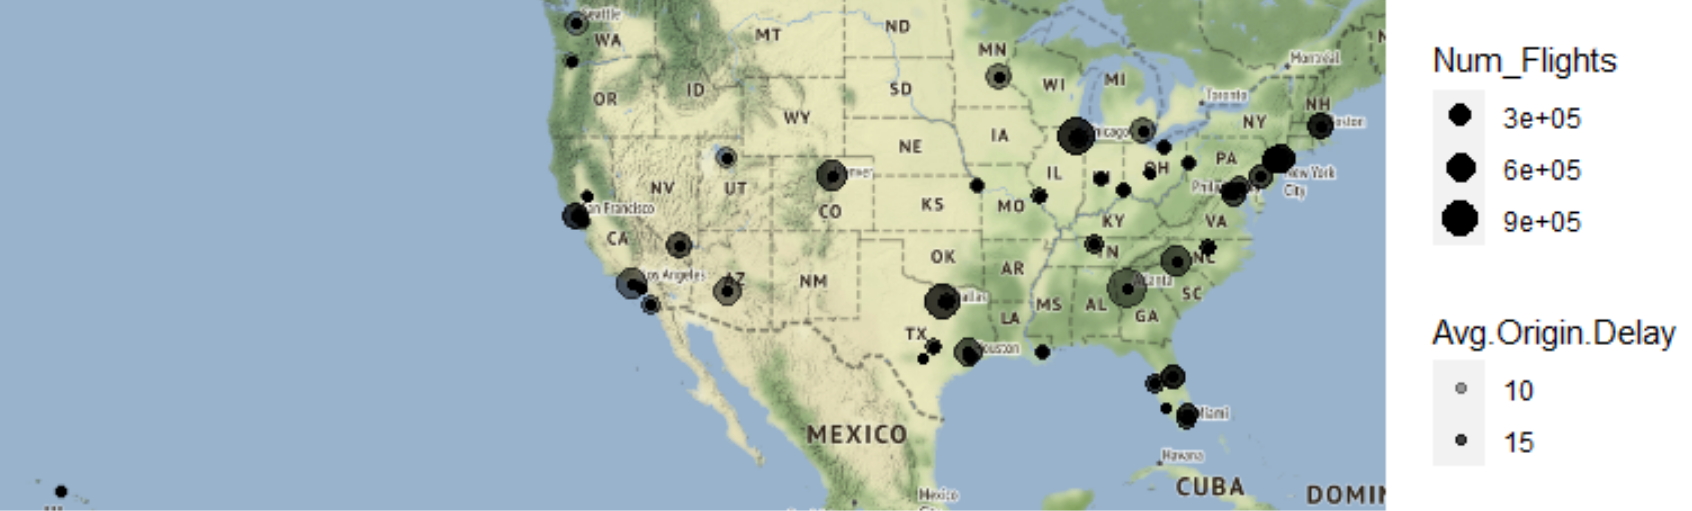 Seattle
WA
MT
ND
MN
Montréal
OR
ID
SD
WI
MI
Toronto
NH
WY
IA
Chicago
NY
Boston
NE
NV
UT
Denver
IL
OH
PA
New York
City
San Francisco
CO
KS
MO
KY
VA
CA
OK
TN
NC
Los Angeles
AZ
NM
AR
Atlanta
SC
Dallas
MS
AL
GA
LA
TX
Houston
Miami
MEXICO
Havana
CUBA
Mexico
DOMIN
Num_Flights
3e+05
6e+05
9e+05
Avg.Origin.Delay
10
15